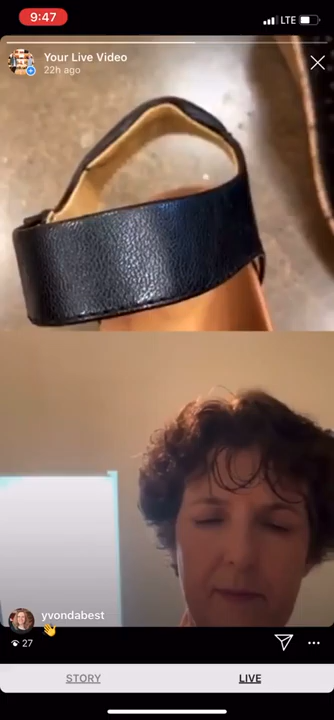 9:47
LTE
Your Live Video
22h ago
yvondabest
27
STORY
LIVE